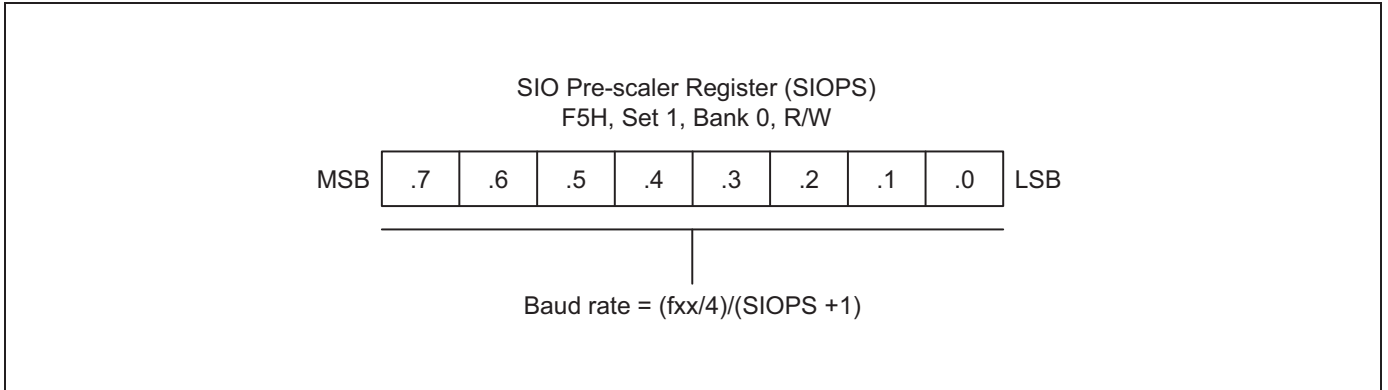 SIO Pre-scaler Register (SIOPS)
F5H, Set 1, Bank 0, R/W
MSB .7 .6 .5 .4 .3 .2 .1 .0 LSB
Baud rate = (fxx/4)/(SIOPS +1)